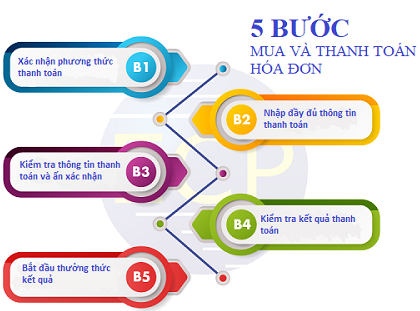 5 BƯỚC
MUA VÀ THANH TOÁN
HÓA ĐƠN
Xác nhận phương thức
thanh toán
B1
B2
Nhập đầy đủ thông tin
thanh toán
Kiểm tra thông tin thanh
toán và ấn xác nhận
B3
B4
Kiểm tra kết quả thanh
toán
Bắt dầu thưởng thức
kết quả
B5
ECP